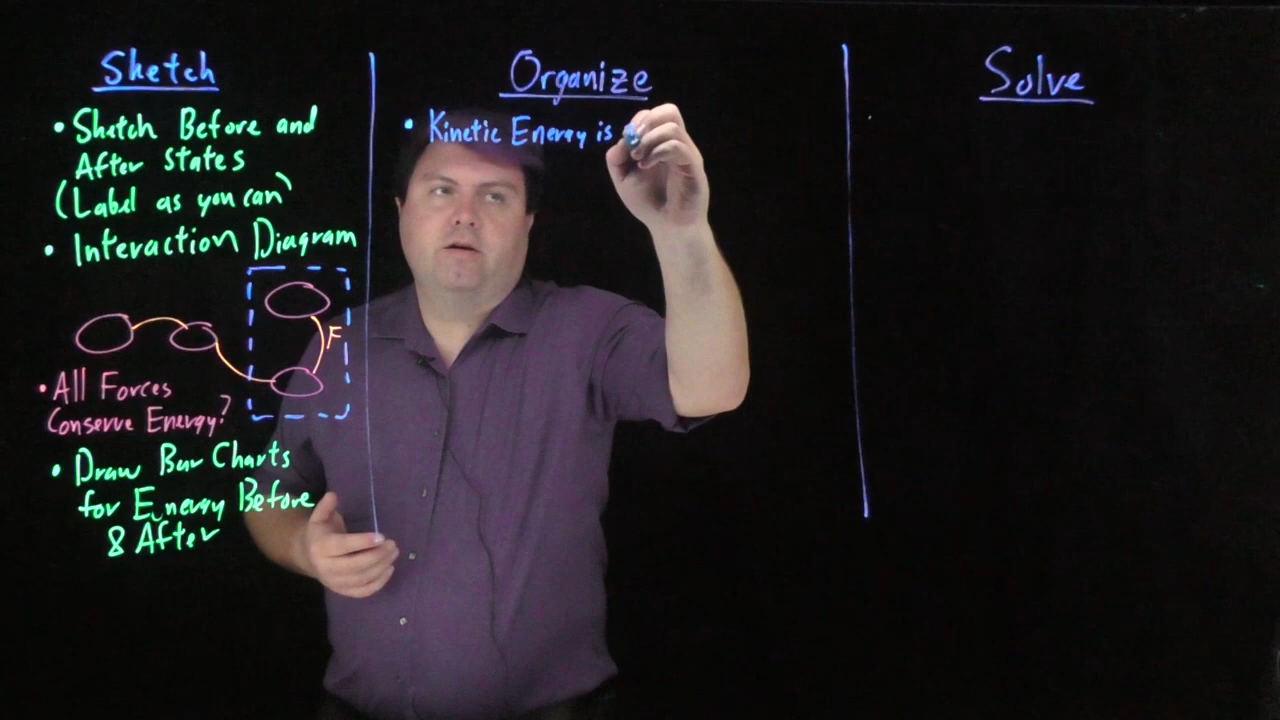 Sketch
• Sketch Before and
After States
(Label as you can)
• Interaction Diagram
F
• All Forces
Conserve Energy?
• Draw Bar Charts
for Energy Before
& After
Organize
• Kinetic Energy is
Solve